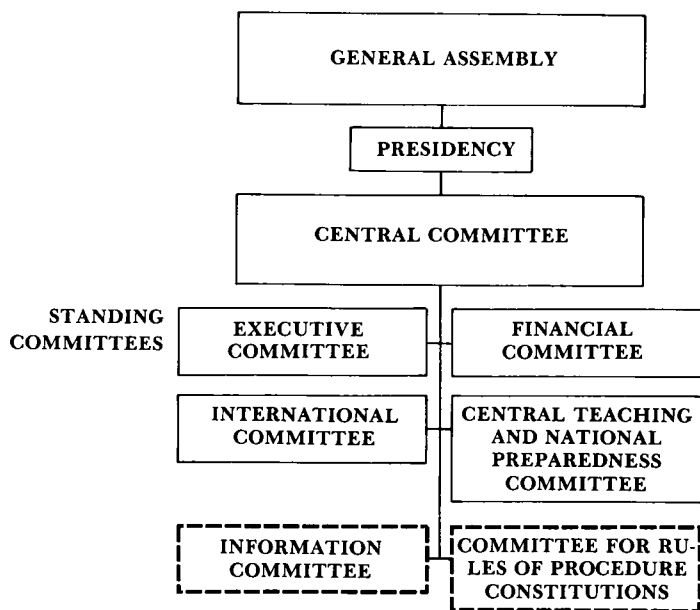 GENERAL ASSEMBLY
PRESIDENCY
CENTRAL COMMITTEE
STANDING
COMMITTEES
EXECUTIVE
COMMITTEE
FINANCIAL
COMMITTEE
INTERNATIONAL
COMMITTEE
CENTRAL TEACHING
AND NATIONAL
PREPAREDNESS
COMMITTEE
INFORMATION
COMMITTEE
COMMITTEE FOR RU-
LES OF PROCEDURE
CONSTITUTIONS